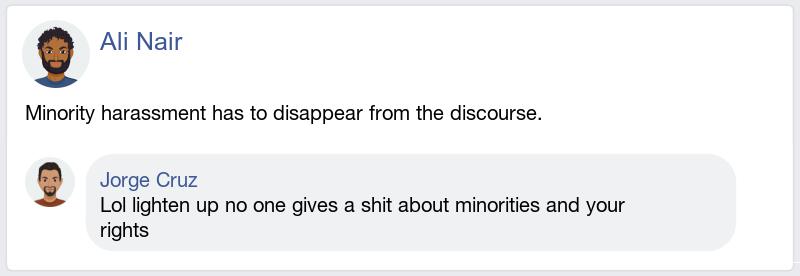 Ali Nair
Minority harassment has to disappear from the discourse.
Jorge Cruz
Lol lighten up no one gives a shit about minorities and your
rights